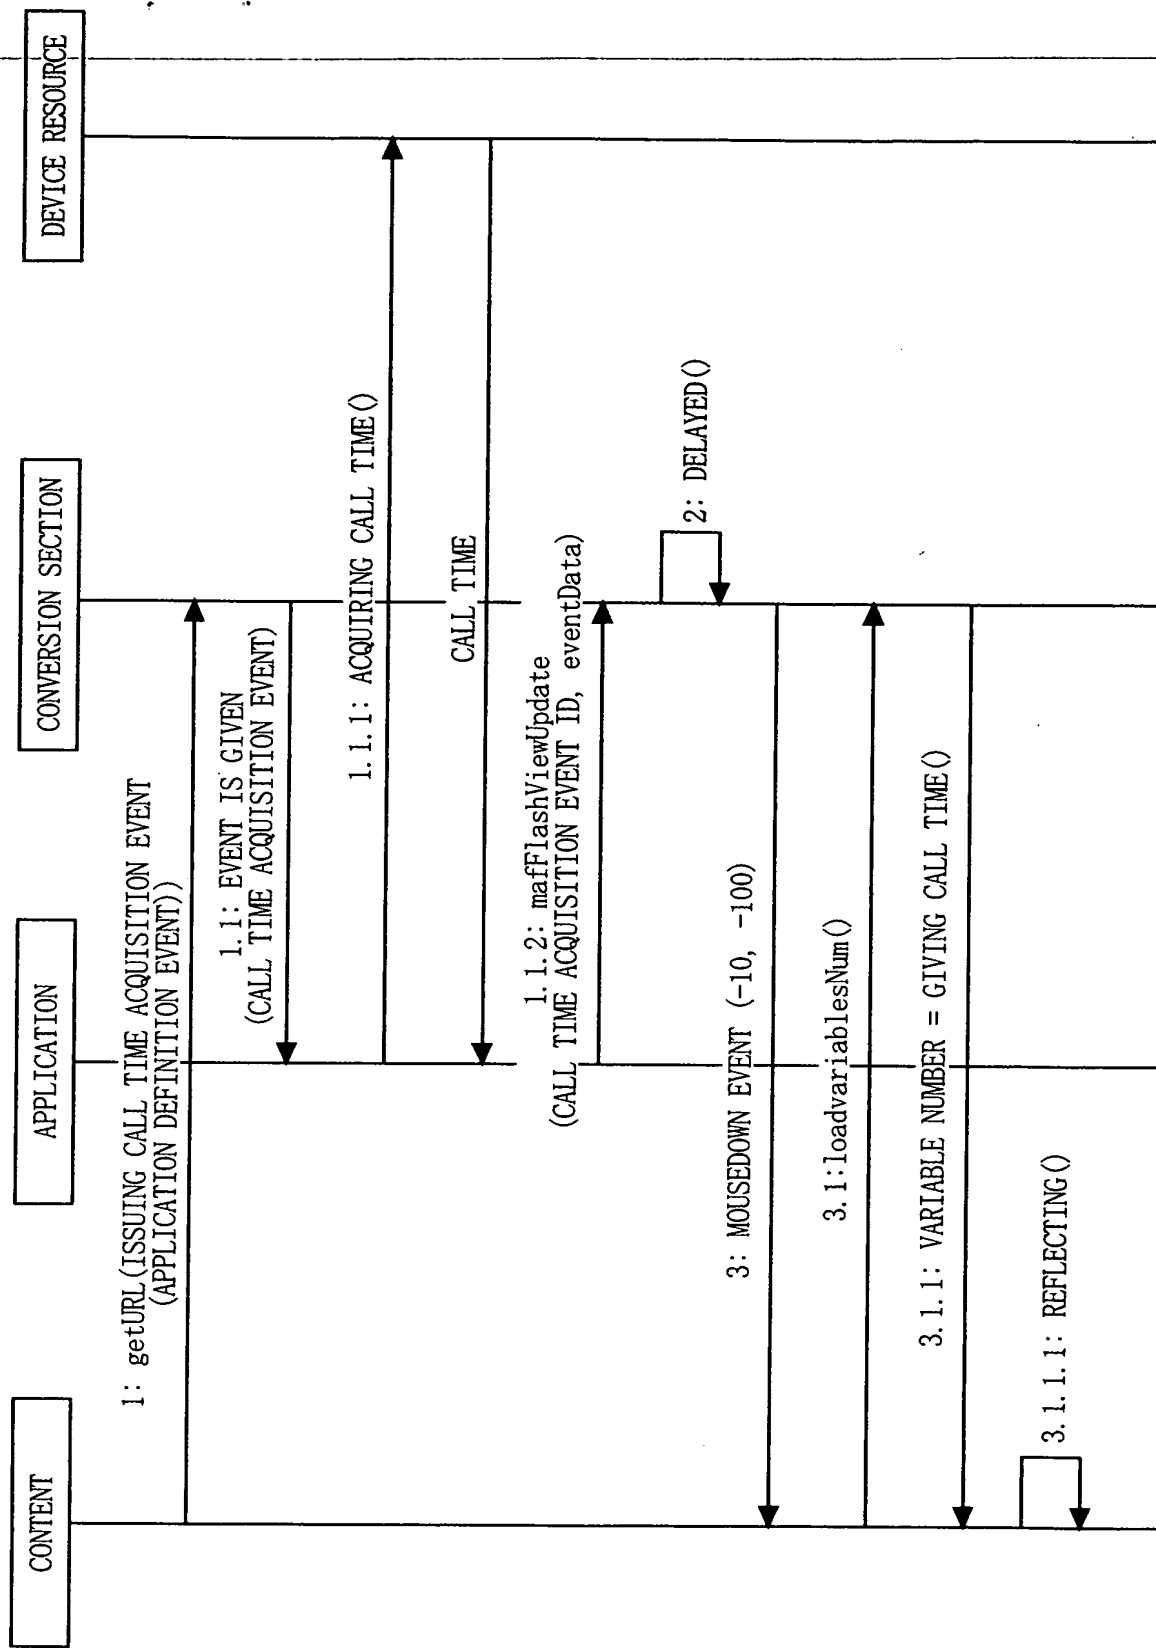 CONTENT
APPLICATION
CONVERSION SECTION
DEVICE RESOURCE
1: getURL(ISSUING CALL TIME ACQUISITION EVENT
(APPLICATION DEFINITION EVENT))
1.1: EVENT IS GIVEN
(CALL TIME ACQUISITION EVENT)
1.1.1: ACQUIRING CALL TIME()
CALL TIME
1.1.2: mafFlashViewUpdate
(CALL TIME ACQUISITION EVENT ID, eventData)
2: DELAYED()
3: MOUSEDOWN EVENT (-10, -100)
3.1:loadvariablesNum()
3.1.1: VARIABLE NUMBER = GIVING CALL TIME()
3.1.1.1: REFLECTING()